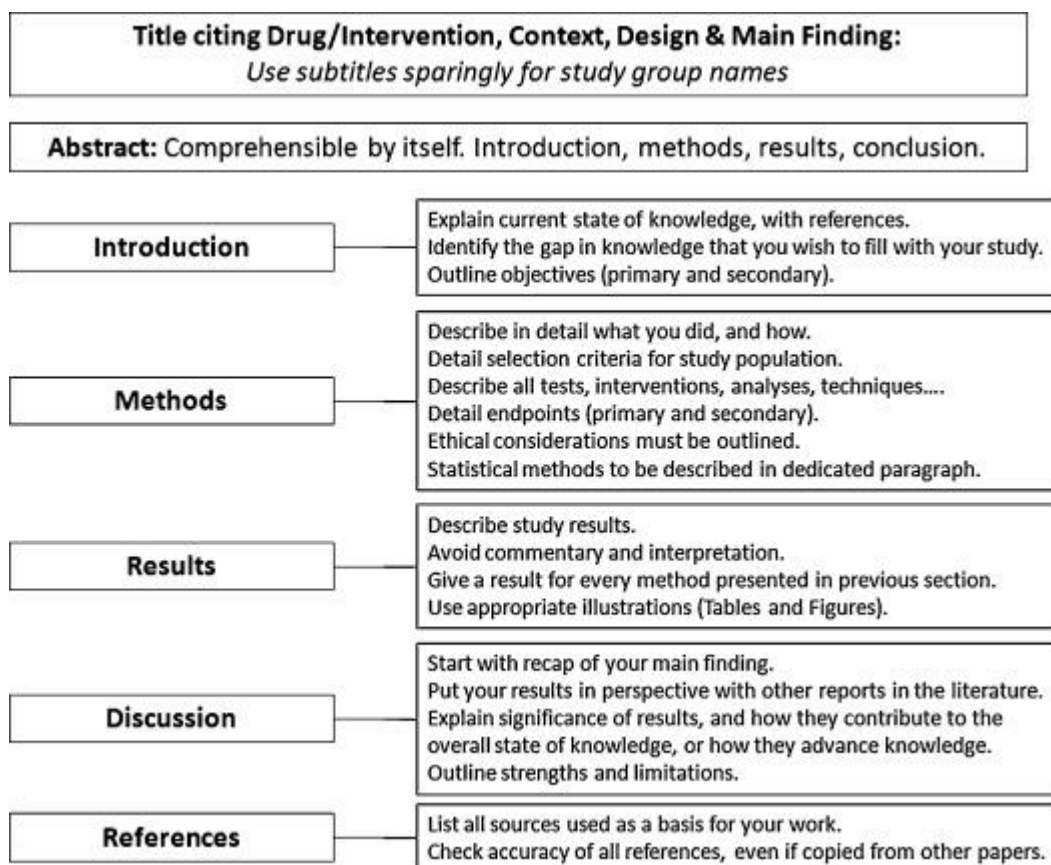 Title citing Drug/Intervention, Context, Design & Main Finding:
Use subtitles sparingly for study group names
Abstract: Comprehensible by itself. Introduction, methods, results, conclusion.
Introduction
Explain current state of knowledge, with references.
Identify the gap in knowledge that you wish to fill with your study.
Outline objectives (primary and secondary).
Methods
Describe in detail what you did, and how.
Detail selection criteria for study population.
Describe all tests, interventions, analyses, techniques....
Detail endpoints (primary and secondary).
Ethical considerations must be outlined.
Statistical methods to be described in dedicated paragraph.
Results
Describe study results.
Avoid commentary and interpretation.
Give a result for every method presented in previous section.
Use appropriate illustrations (Tables and Figures).
Discussion
Start with recap of your main finding.
Put your results in perspective with other reports in the literature.
Explain significance of results, and how they contribute to the
overall state of knowledge, or how they advance knowledge.
Outline strengths and limitations.
References
List all sources used as a basis for your work.
Check accuracy of all references, even if copied from other papers.